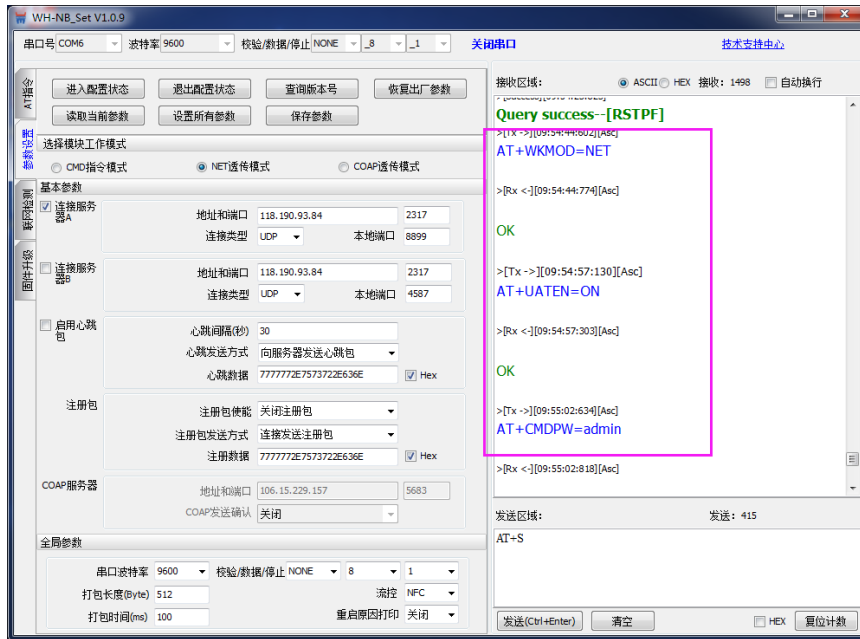 WH-NB_Set V1.0.9
串口号 COM6 波特率 9600 校验/数据/停止 NONE _8 _1 关闭串口 技术支持中心
AT指令
参数设置
联网检测
固件升级
进入配置状态 退出配置状态 查询版本号 恢复出厂参数
读取当前参数 设置所有参数 保存参数
选择模块工作模式
CMD指令模式 NET透传模式 COAP透传模式
基本参数
连接服务器A 地址和端口 118.190.93.84 2317
连接类型 UDP 本地端口 8899
连接服务器B 地址和端口 118.190.93.84 2317
连接类型 UDP 本地端口 4587
启用心跳包 心跳间隔(秒) 30
心跳发送方式 向服务器发送心跳包
心跳数据 7777772E7573722E636E Hex
注册包 注册包使能 关闭注册包
注册包发送方式 连接发送注册包
注册数据 7777772E7573722E636E Hex
COAP服务器 地址和端口 106.15.229.157 5683
COAP发送确认 关闭
全局参数
串口波特率 9600 校验/数据/停止 NONE 8 1
打包长度(Byte) 512 流控 NFC
打包时间(ms) 100 重启原因打印 关闭
接收区域: ASCII HEX 接收: 1498 自动换行
Query success--[RSTPF]
>[Tx ->][09:54:44:602][Asc]
AT+WKMOD=NET
>[Rx <-][09:54:44:774][Asc]
OK
>[Tx ->][09:54:57:130][Asc]
AT+UATEN=ON
>[Rx <-][09:54:57:303][Asc]
OK
>[Tx ->][09:55:02:634][Asc]
AT+CMDPW=admin
>[Rx <-][09:55:02:818][Asc]
发送区域: 发送: 415
AT+S
发送(Ctrl+Enter) 清空 HEX 复位计数